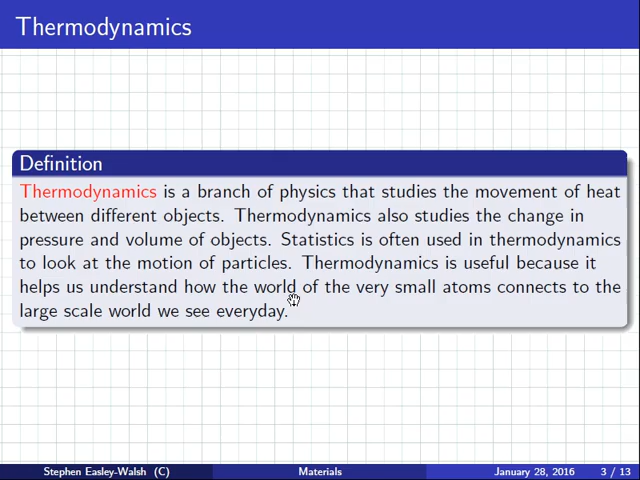 Thermodynamics
Definition
Thermodynamics is a branch of physics that studies the movement of heat
between different objects. Thermodynamics also studies the change in
pressure and volume of objects. Statistics is often used in thermodynamics
to look at the motion of particles. Thermodynamics is useful because it
helps us understand how the world of the very small atoms connects to the
large scale world we see everyday.
Stephen Easley-Walsh (C) Materials January 28, 2016 3 / 13